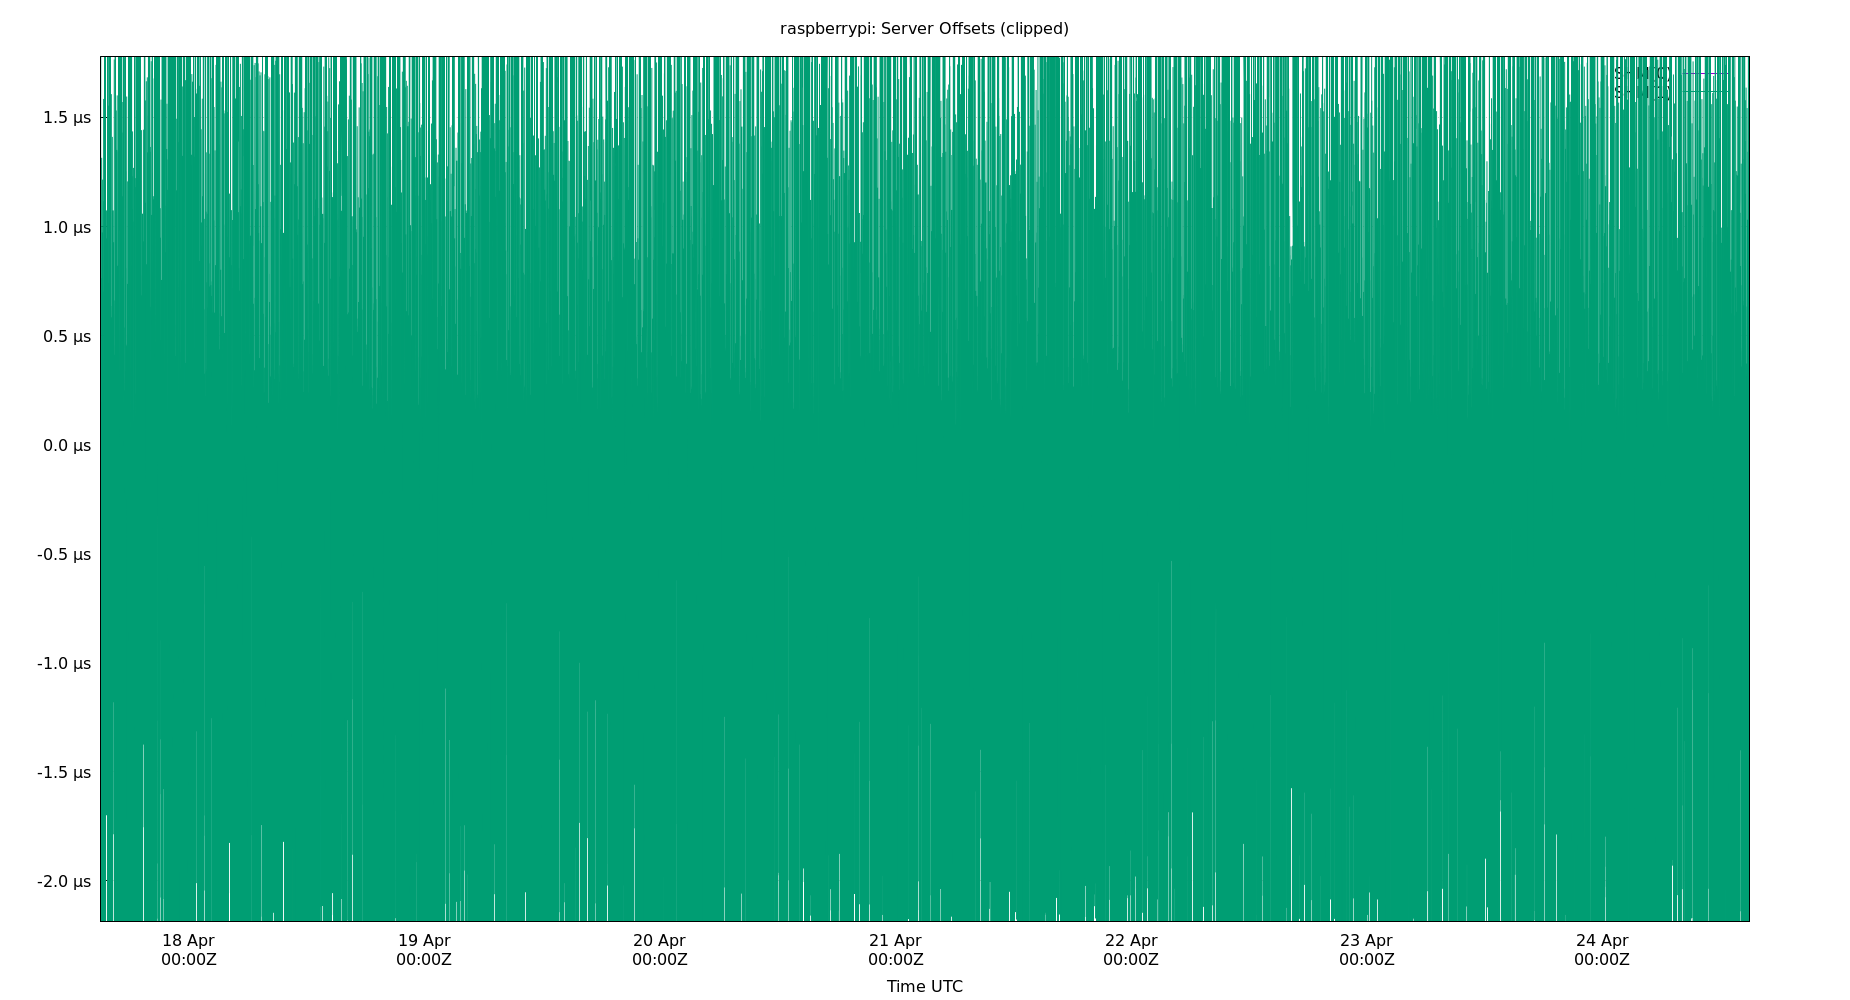 raspberrypi: Server Offsets (clipped)
1.5 µs
1.0 µs
0.5 µs
0.0 µs
-0.5 µs
-1.0 µs
-1.5 µs
-2.0 µs
18 Apr 19 Apr 20 Apr 21 Apr 22 Apr 23 Apr 24 Apr
00:00Z 00:00Z 00:00Z 00:00Z 00:00Z 00:00Z 00:00Z
Time UTC